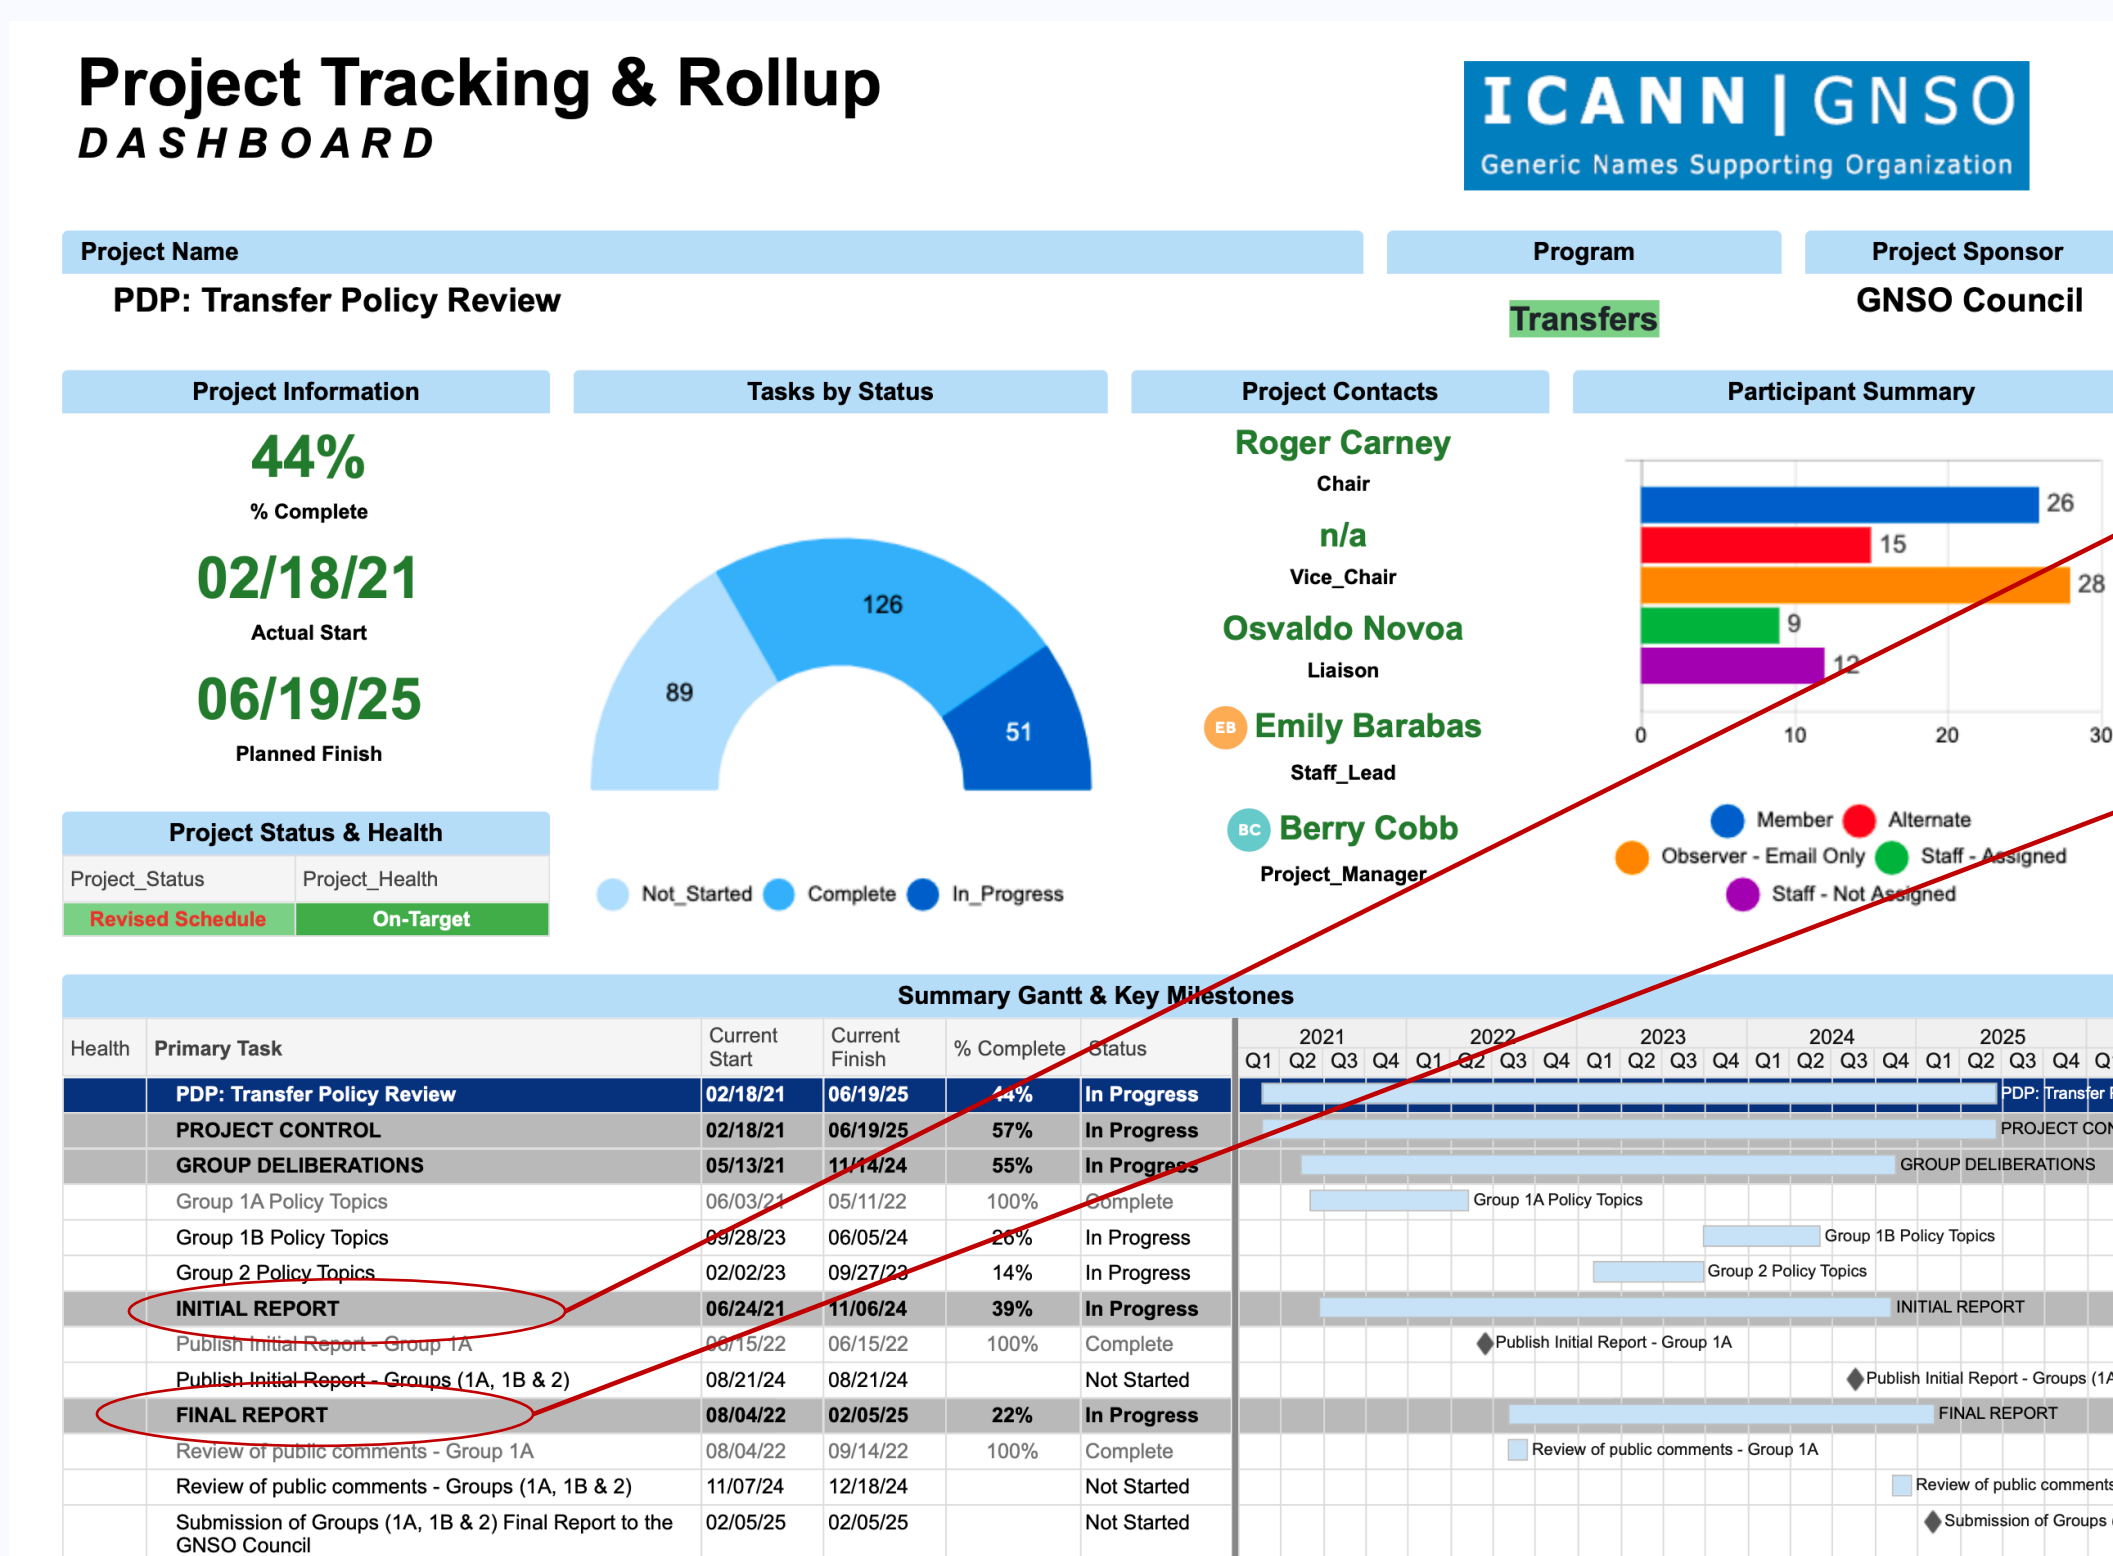 Project Tracking & Rollup
DASHBOARD
ICANN | GNSO
Generic Names Supporting Organization
Project Name
Program
Project Sponsor
PDP: Transfer Policy Review
Transfers
GNSO Council
Project Information
Tasks by Status
Project Contacts
Participant Summary
44%
% Complete
02/18/21
Actual Start
06/19/25
Planned Finish
Project Status & Health
Project_Status Project_Health
Revised Schedule On-Target
126
89
51
Not_Started Complete In_Progress
Roger Carney
Chair
n/a
Vice_Chair
Osvaldo Novoa
Liaison
EB Emily Barabas
Staff_Lead
BC Berry Cobb
Project_Manager
26
15
28
9
12
0 10 20 30
Member Alternate
Observer - Email Only Staff - Assigned
Staff - Not Assigned
Summary Gantt & Key Milestones
Health Primary Task Current Start Current Finish % Complete Status
2021 2022 2023 2024 2025
Q1 Q2 Q3 Q4 Q1 Q2 Q3 Q4 Q1 Q2 Q3 Q4 Q1 Q2 Q3 Q4 Q1 Q2 Q3 Q4
PDP: Transfer Policy Review 02/18/21 06/19/25 44% In Progress PDP: Transfer
PROJECT CONTROL 02/18/21 06/19/25 57% In Progress PROJECT CON
GROUP DELIBERATIONS 05/13/21 11/14/24 55% In Progress GROUP DELIBERATIONS
Group 1A Policy Topics 06/03/21 05/11/22 100% Complete Group 1A Policy Topics
Group 1B Policy Topics 09/28/23 06/05/24 26% In Progress Group 1B Policy Topics
Group 2 Policy Topics 02/02/23 09/27/23 14% In Progress Group 2 Policy Topics
INITIAL REPORT 06/24/21 11/06/24 39% In Progress INITIAL REPORT
Publish Initial Report - Group 1A 06/15/22 06/15/22 100% Complete Publish Initial Report - Group 1A
Publish Initial Report - Groups (1A, 1B & 2) 08/21/24 08/21/24 Not Started Publish Initial Report - Groups (1A
FINAL REPORT 08/04/22 02/05/25 22% In Progress FINAL REPORT
Review of public comments - Group 1A 08/04/22 09/14/22 100% Complete Review of public comments - Group 1A
Review of public comments - Groups (1A, 1B & 2) 11/07/24 12/18/24 Not Started Review of public comments
Submission of Groups (1A, 1B & 2) Final Report to the 02/05/25 02/05/25 Not Started Submission of Groups
GNSO Council